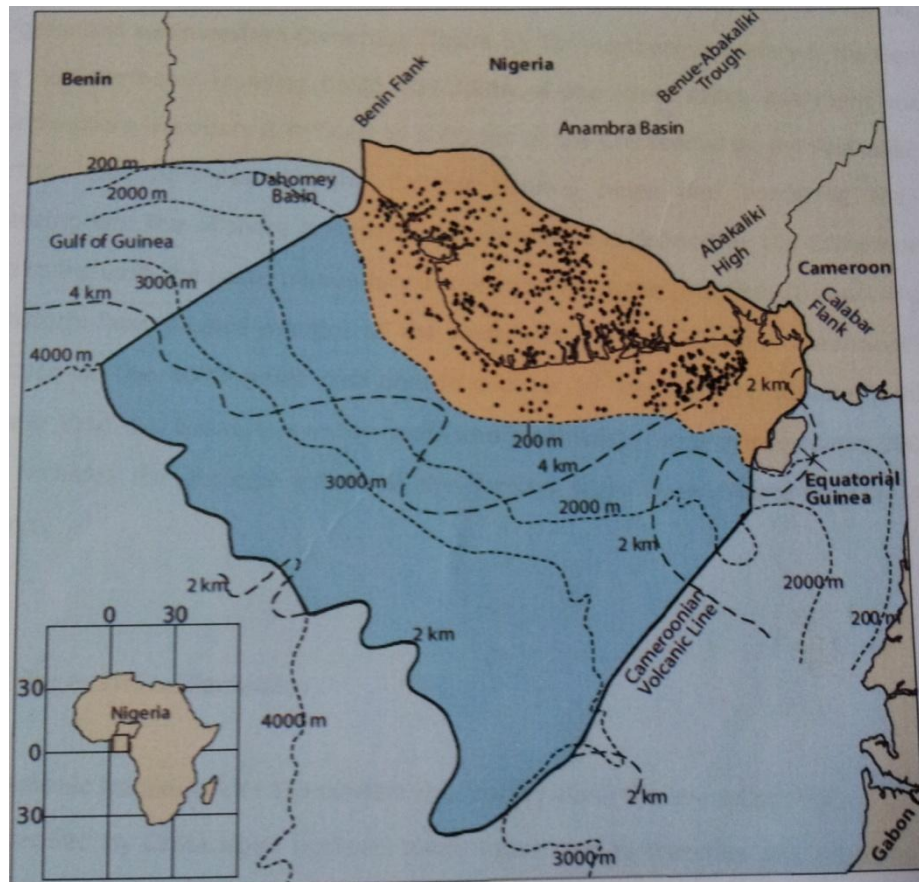 Benin
Benin Flank
Nigeria
Benue-Abakaliki
Trough
Anambra Basin
200 m
2000 m
Dahomey
Basin
Gulf of Guinea
3000 m
4 km
4000 m
Abakaliki
High
Cameroon
Calabar
Flank
2 km
200 m
4 km
3000 m
2000 m
Equatorial
Guinea
2 km
2 km
2000 m
200 m
2 km
Cameroonian
Volcanic Line
4000 m
2 km
3000 m
Gabon
0
30
30
Nigeria
0
30